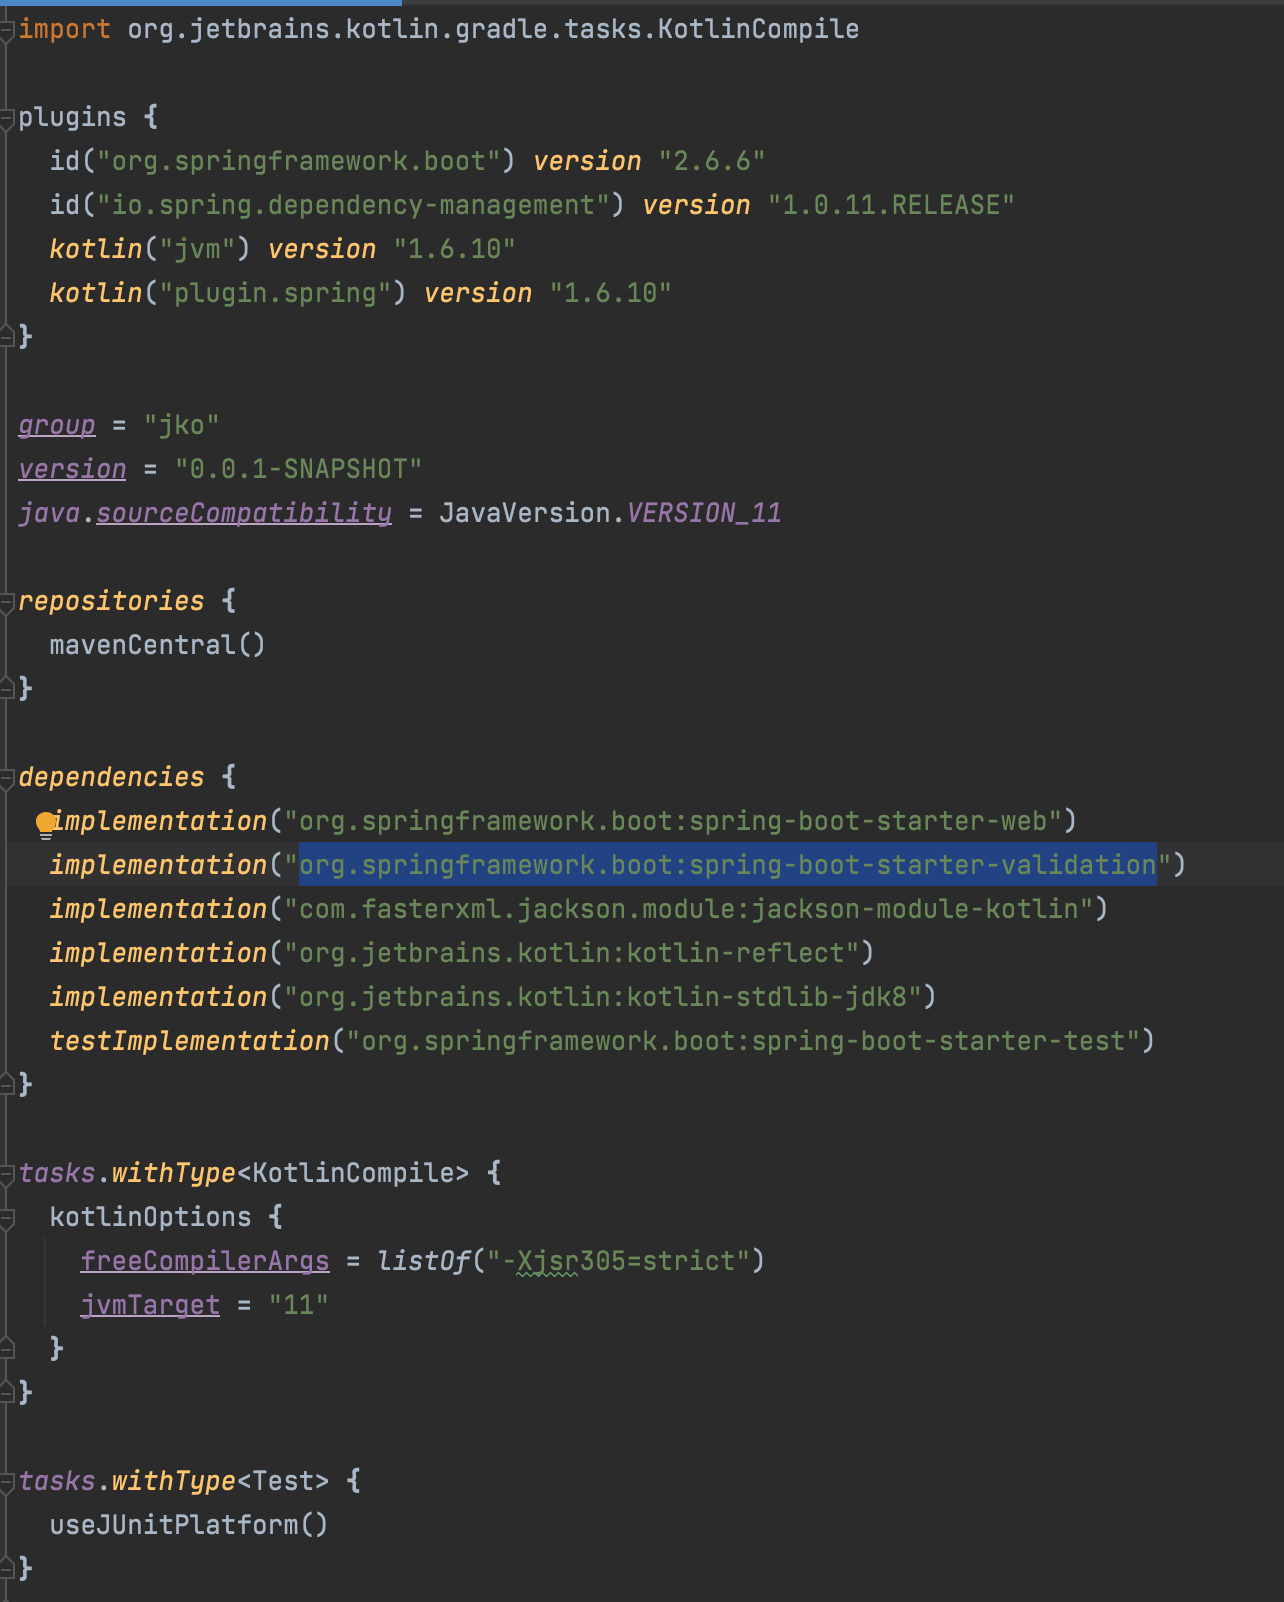 import org.jetbrains.kotlin.gradle.tasks.KotlinCompile
plugins {
id("org.springframework.boot") version "2.6.6"
id("io.spring.dependency-management") version "1.0.11.RELEASE"
kotlin("jvm") version "1.6.10"
kotlin("plugin.spring") version "1.6.10"
}
group = "jko"
version = "0.0.1-SNAPSHOT"
java.sourceCompatibility = JavaVersion.VERSION_11
repositories {
mavenCentral()
}
dependencies {
implementation("org.springframework.boot:spring-boot-starter-web")
implementation("org.springframework.boot:spring-boot-starter-validation")
implementation("com.fasterxml.jackson.module:jackson-module-kotlin")
implementation("org.jetbrains.kotlin:kotlin-reflect")
implementation("org.jetbrains.kotlin:kotlin-stdlib-jdk8")
testImplementation("org.springframework.boot:spring-boot-starter-test")
}
tasks.withType<KotlinCompile> {
kotlinOptions {
freeCompilerArgs = listOf("-Xjsr305=strict")
jvmTarget = "11"
}
}
tasks.withType<Test> {
useJUnitPlatform()
}